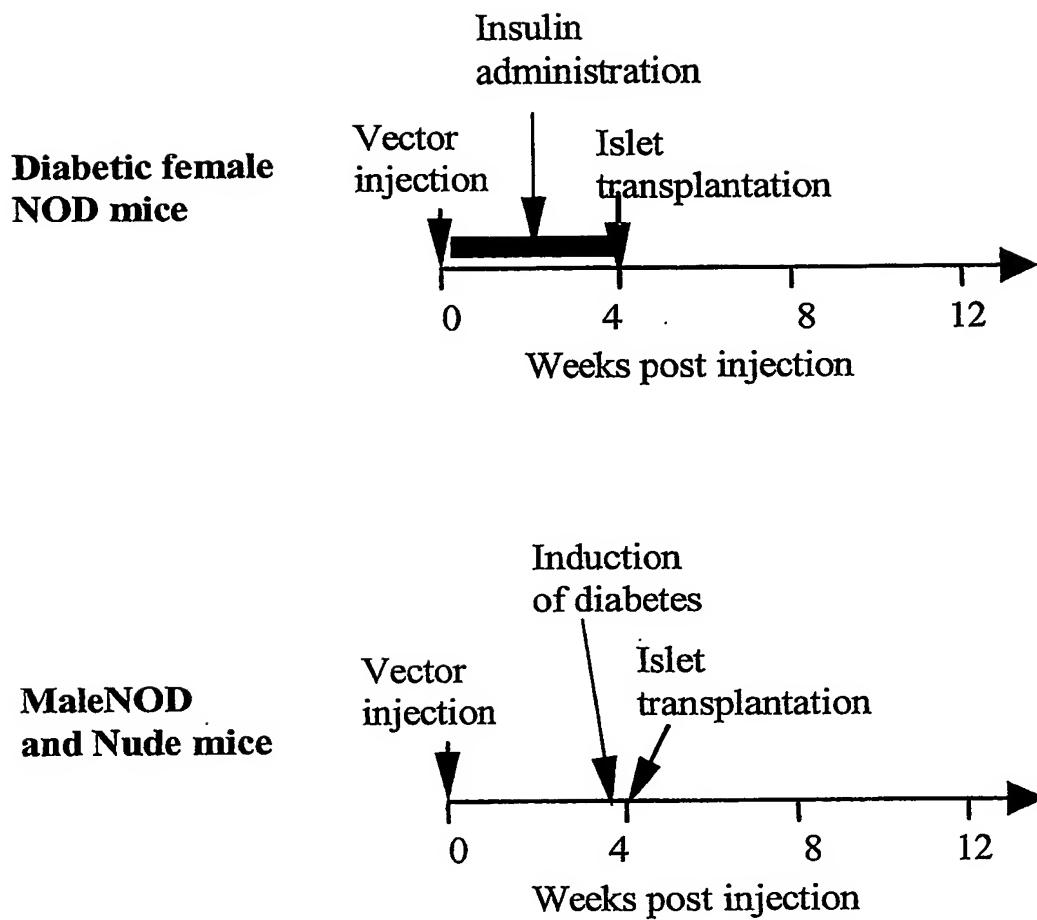 Insulin
administration
Vector
injection
Islet
transplantation
Diabetic female
NOD mice
0 4 8 12
Weeks post injection
Induction
of diabetes
Vector
injection
Islet
transplantation
MaleNOD
and Nude mice
0 4 8 12
Weeks post injection